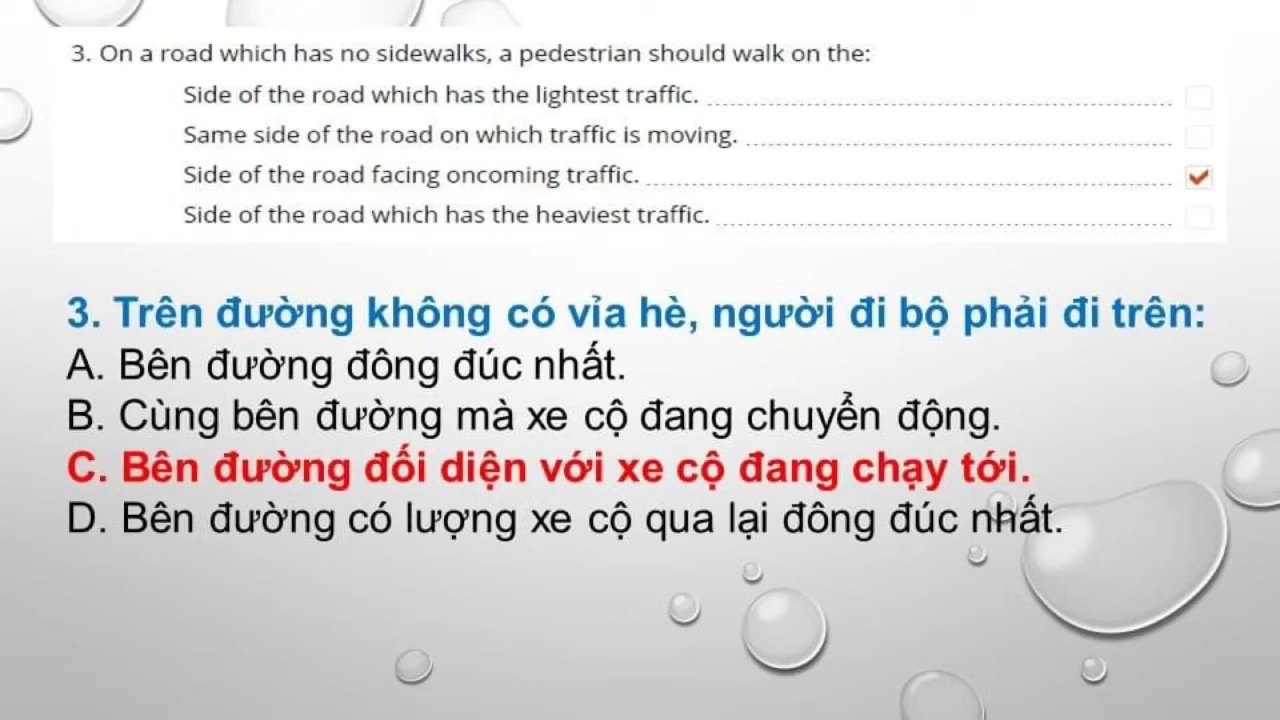 3. On a road which has no sidewalks, a pedestrian should walk on the:
Side of the road which has the lightest traffic.
Same side of the road on which traffic is moving.
Side of the road facing oncoming traffic.
Side of the road which has the heaviest traffic.
3. Trên đường không có vỉa hè, người đi bộ phải đi trên:
A. Bên đường đông đúc nhất.
B. Cùng bên đường mà xe cộ đang chuyển động.
C. Bên đường đối diện với xe cộ đang chạy tới.
D. Bên đường có lượng xe cộ qua lại đông đúc nhất.